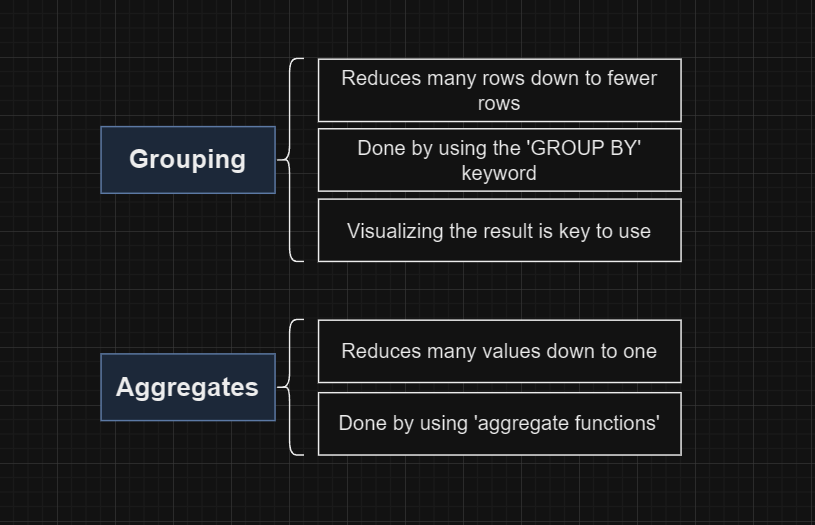 Grouping
Reduces many rows down to fewer
rows
Done by using the 'GROUP BY'
keyword
Visualizing the result is key to use
Aggregates
Reduces many values down to one
Done by using 'aggregate functions'